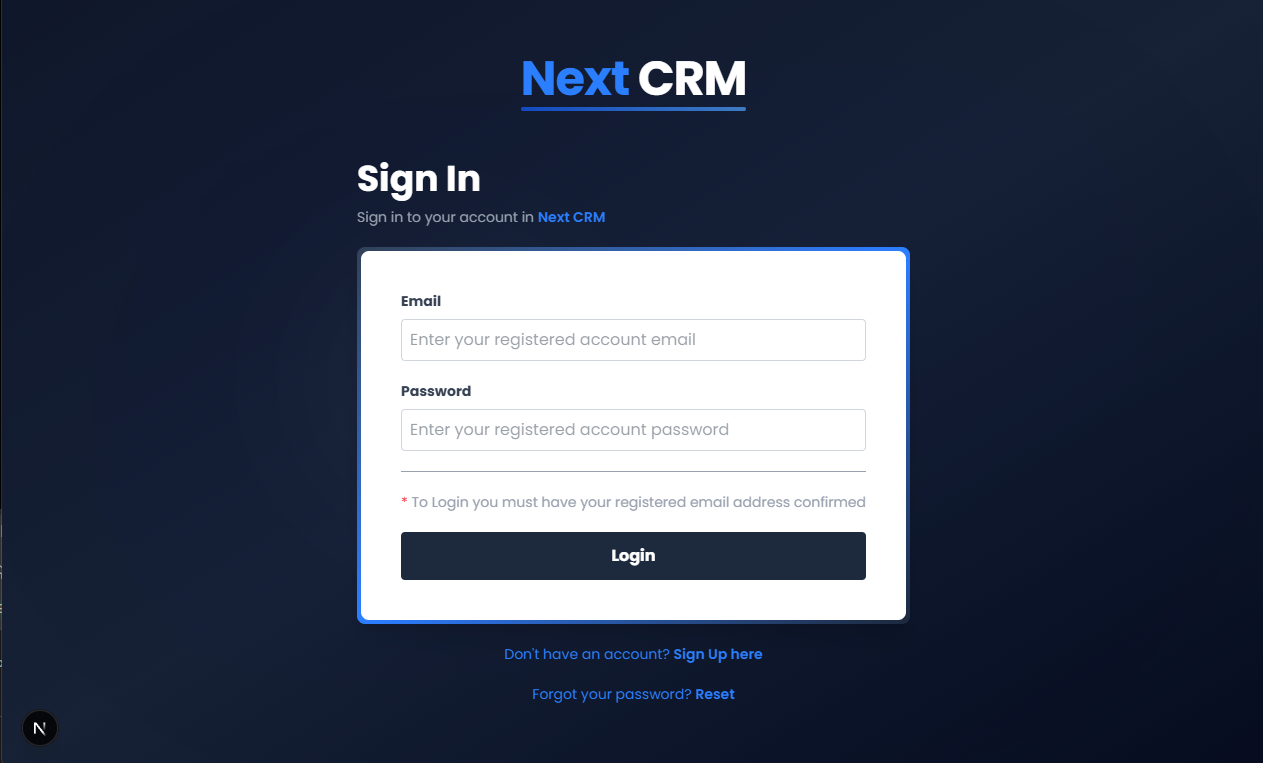 Next CRM
Sign In
Sign in to your account in Next CRM
Email
Enter your registered account email
Password
Enter your registered account password
* To Login you must have your registered email address confirmed
Login
Don't have an account? Sign Up here
Forgot your password? Reset
N